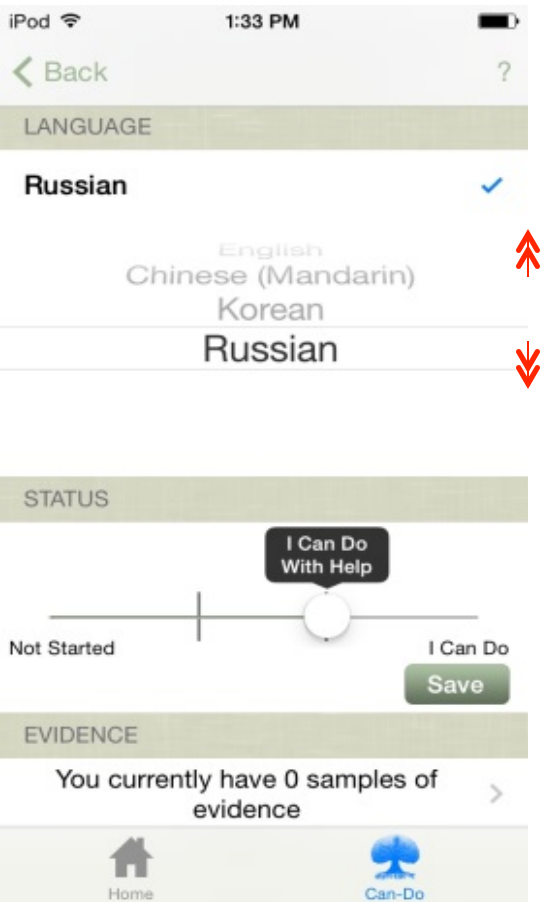 iPod 1:33 PM
Back ?
LANGUAGE
Russian
English
Chinese (Mandarin)
Korean
Russian
STATUS
I Can Do
With Help
Not Started I Can Do
Save
EVIDENCE
You currently have 0 samples of
evidence
Home Can-Do